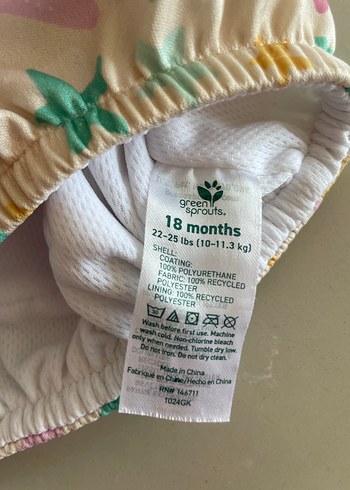 green
sprouts®
18 months
22-25 lbs (10-11.3 kg)
SHELL:
COATING:
100% POLYURETHANE
FABRIC: 100% RECYCLED
POLYESTER
LINING: 100% RECYCLED
POLYESTER
Wash before first use. Machine
wash cold. Non-chlorine bleach
only when needed. Tumble dry low.
Do not iron. Do not dry clean.
Made in China
Fabriqué en Chine/Hecho en China
RN# 146711
T024GK